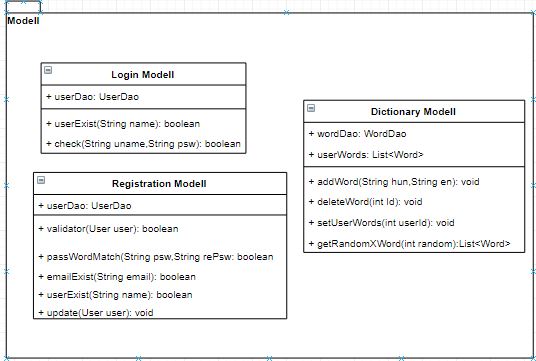 Modell
Login Modell
+ userDao: UserDao
+ userExist(String name): boolean
+ check(String uname,String psw): boolean
Registration Modell
+ userDao: UserDao
+ validator(User user): boolean
+ passWordMatch(String psw,String rePsw: boolean
+ emailExist(String email): boolean
+ userExist(String name): boolean
+ update(User user): void
Dictionary Modell
+ wordDao: WordDao
+ userWords: List<Word>
+ addWord(String hun,String en): void
+ deleteWord(int Id): void
+ setUserWords(int userId): void
+ getRandomXWord(int random):List<Word>